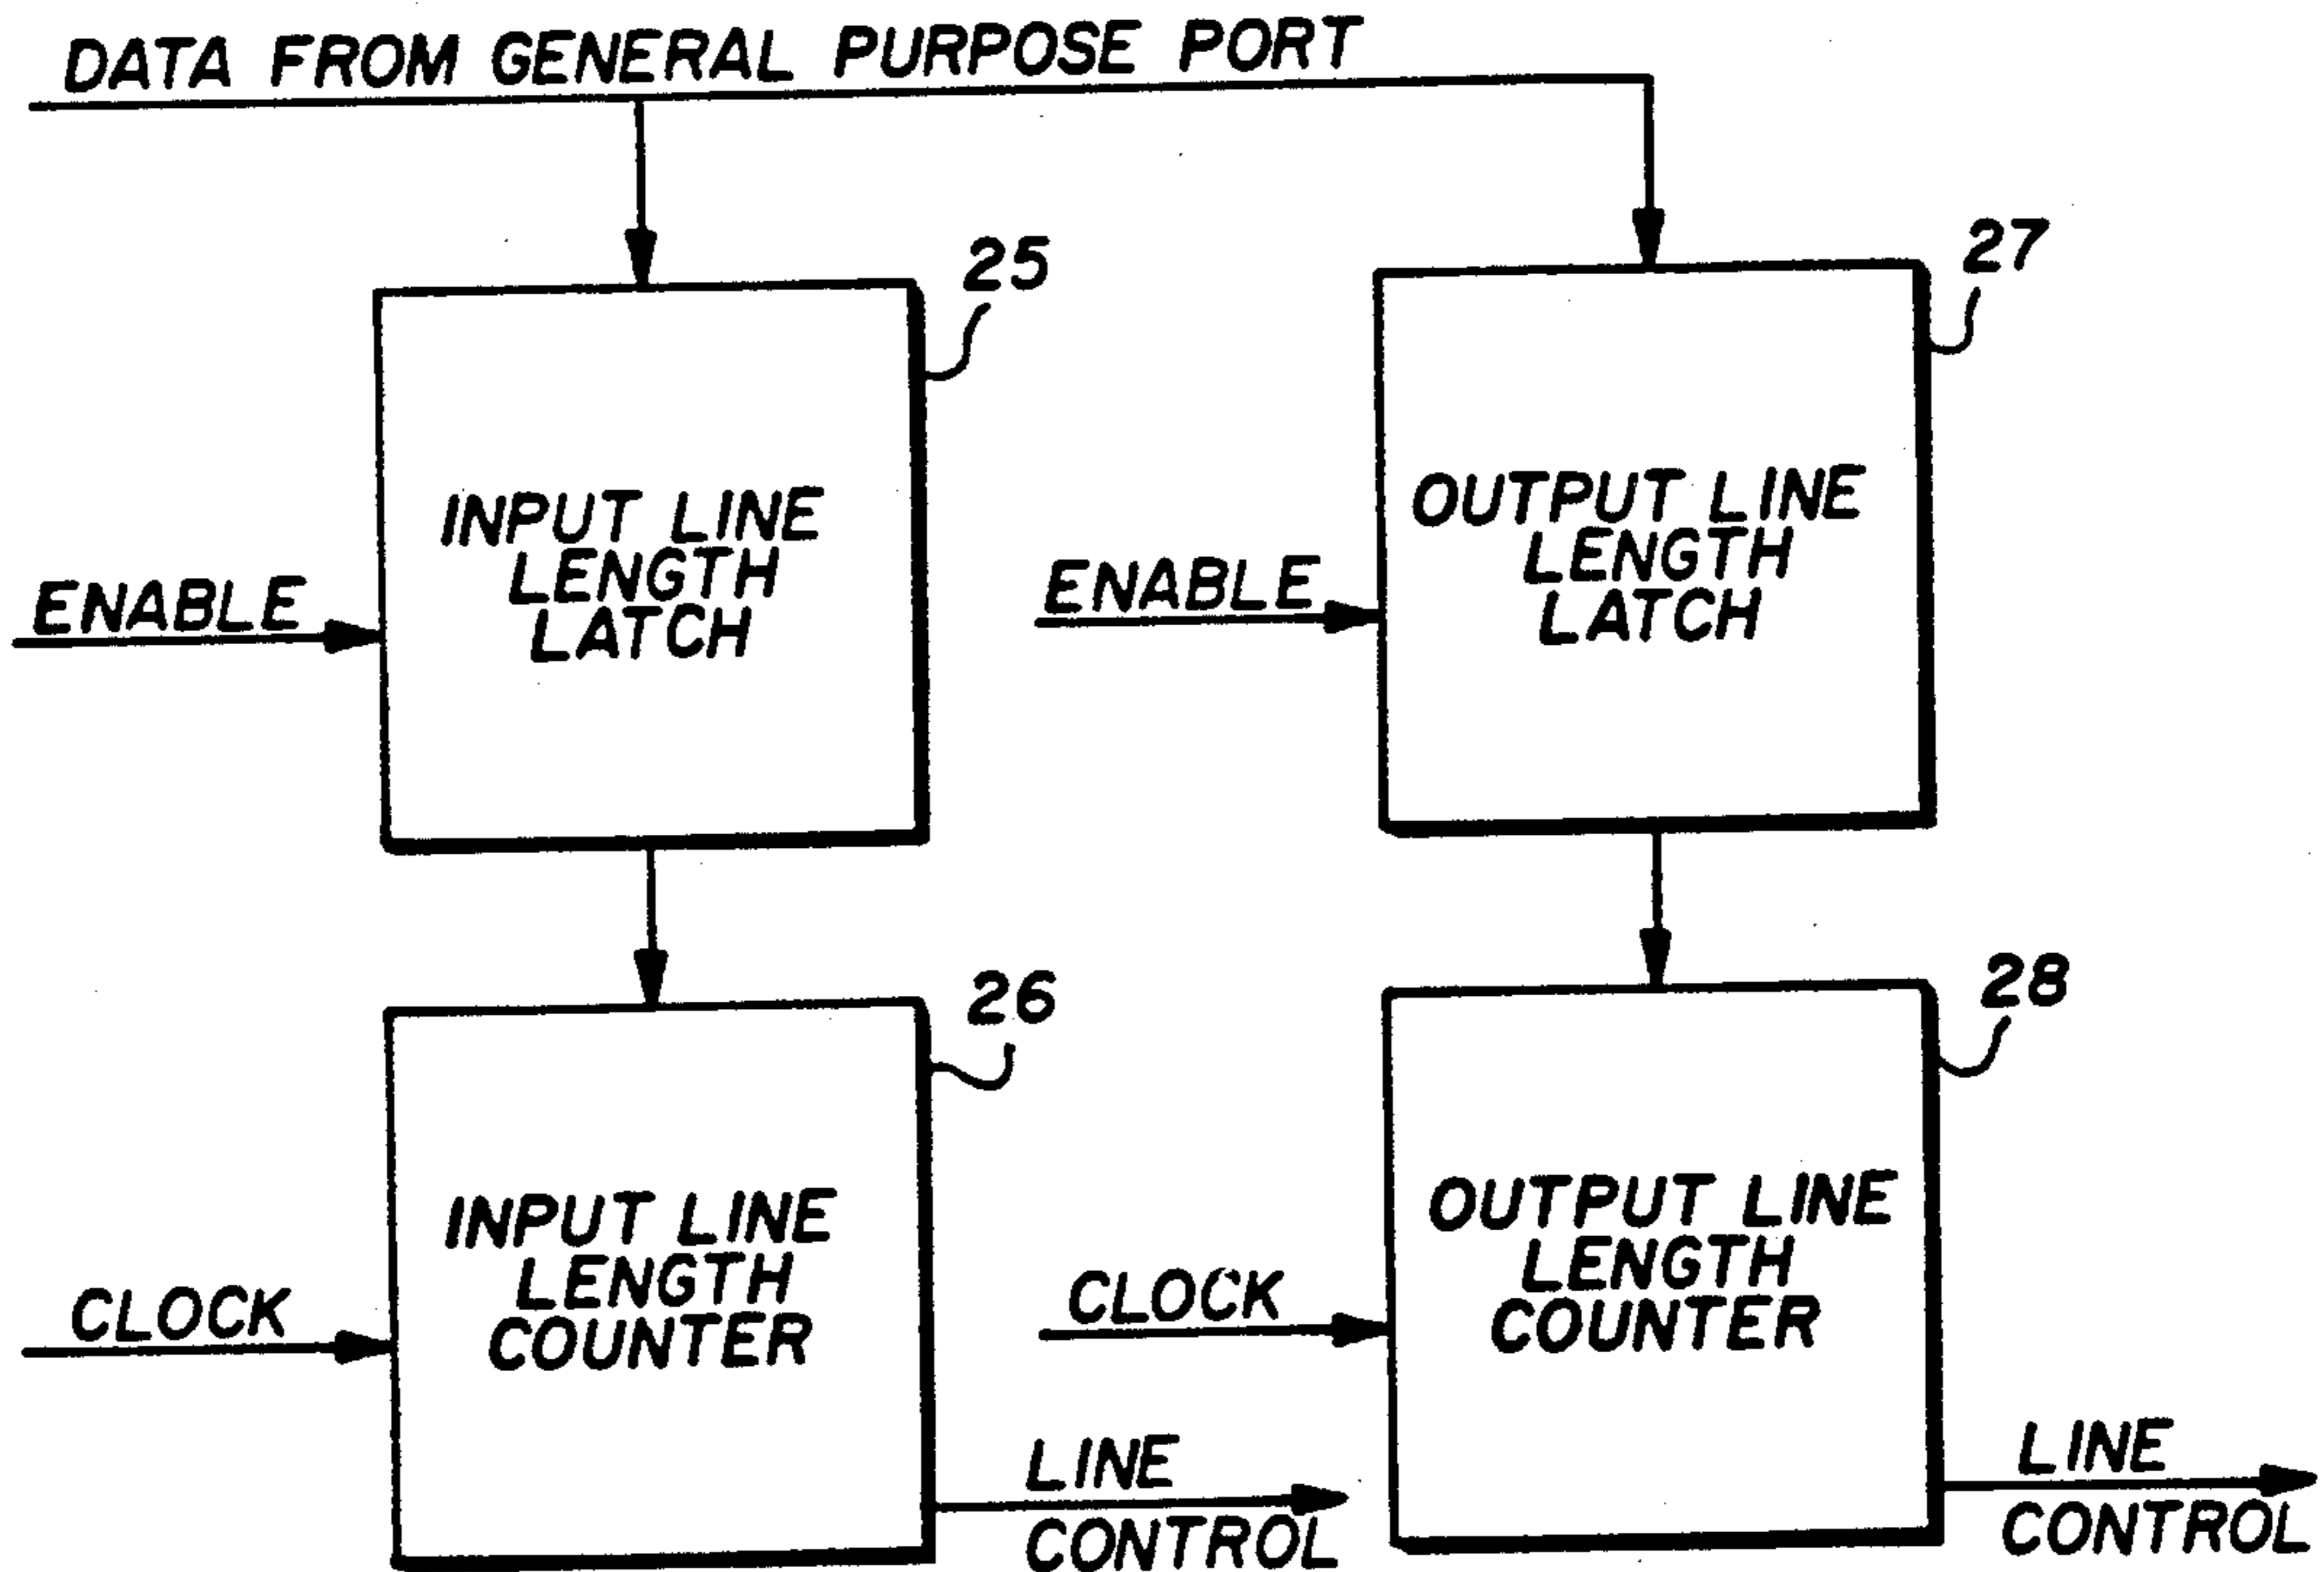 DATA FROM GENERAL PURPOSE PORT
25
27
INPUT LINE
LENGTH
LATCH
ENABLE
OUTPUT LINE
LENGTH
LATCH
ENABLE
26
28
INPUT LINE
LENGTH
COUNTER
CLOCK
LINE
CONTROL
OUTPUT LINE
LENGTH
COUNTER
CLOCK
LINE
CONTROL